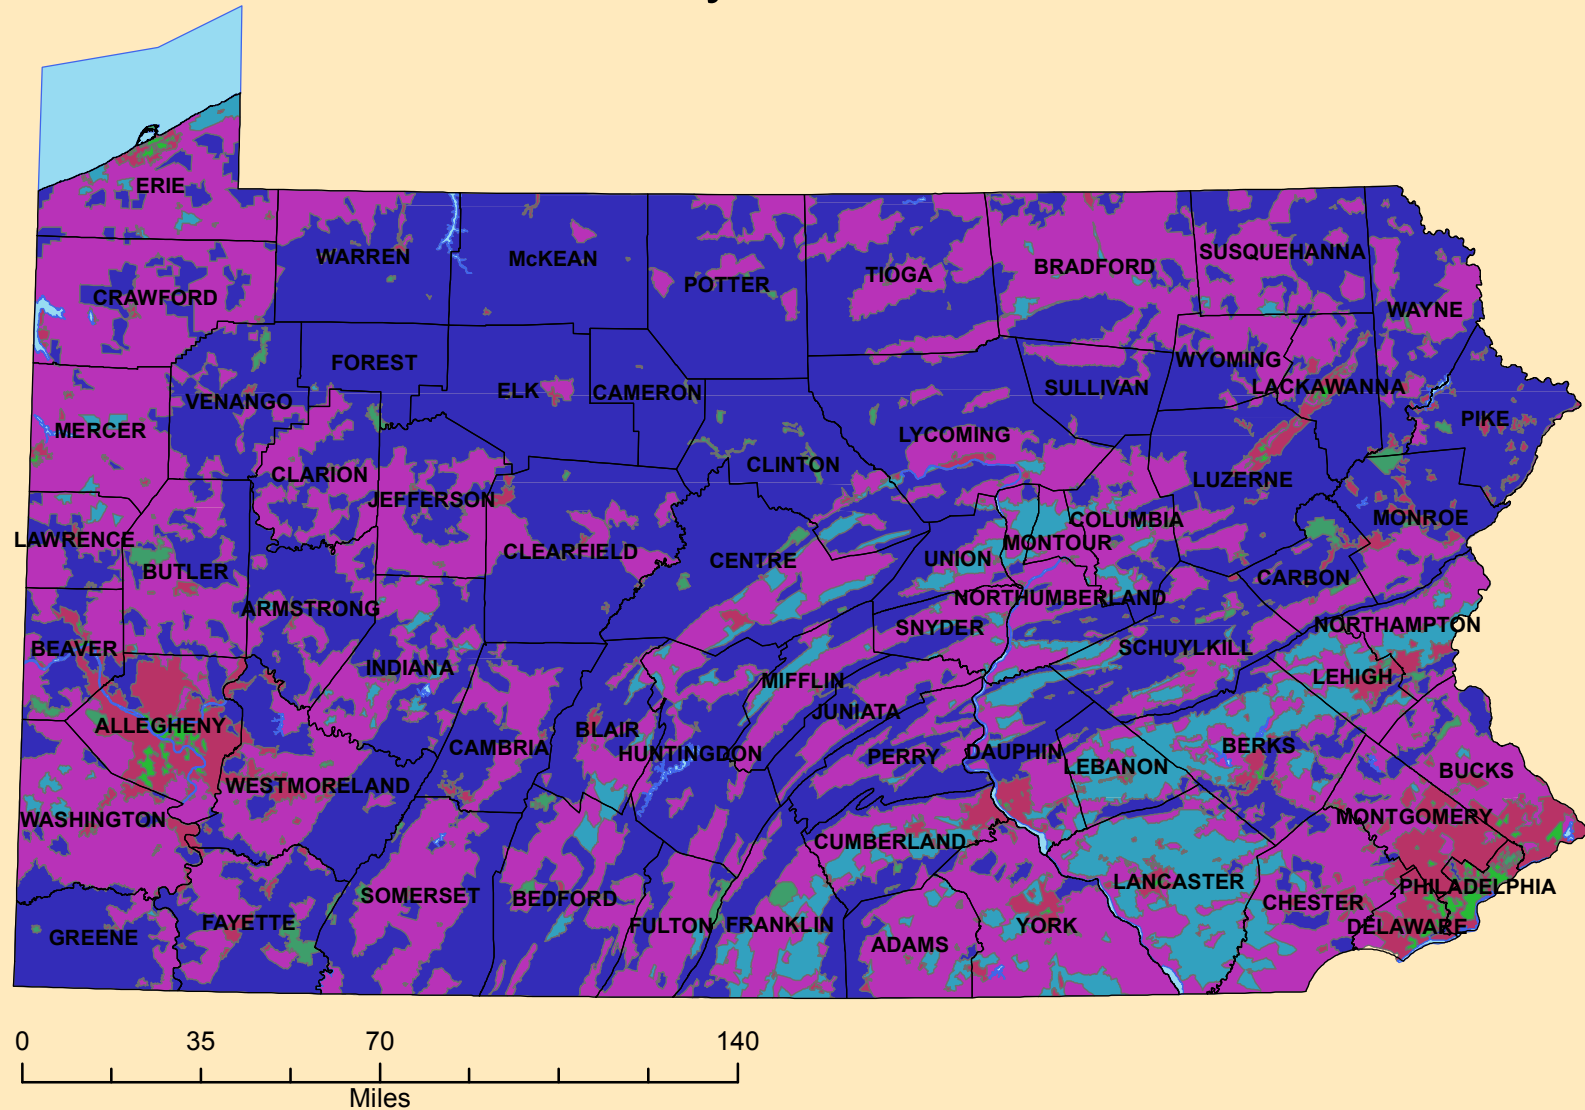 ERIE
WARREN
McKEAN
POTTER
TIOGA
BRADFORD
SUSQUEHANNA
WAYNE
CRAWFORD
FOREST
ELK
CAMERON
SULLIVAN
WYOMING
LACKAWANNA
PIKE
VENANGO
MERCER
CLARION
JEFFERSON
CLINTON
LYCOMING
LUZERNE
MONROE
LAWRENCE
BUTLER
CLEARFIELD
CENTRE
UNION
MONTOUR
COLUMBIA
CARBON
ARMSTRONG
NORTHUMBERLAND
SNYDER
SCHUYLKILL
NORTHAMPTON
BEAVER
INDIANA
MIFFLIN
LEHIGH
ALLEGHENY
CAMBRIA
BLAIR
HUNTINGDON
JUNIATA
PERRY
DAUPHIN
LEBANON
BERKS
BUCKS
WESTMORELAND
WASHINGTON
CUMBERLAND
MONTGOMERY
SOMERSET
BEDFORD
LANCASTER
CHESTER
PHILADELPHIA
GREENE
FAYETTE
FULTON
FRANKLIN
ADAMS
YORK
DELAWARE
0 35 70 140
Miles